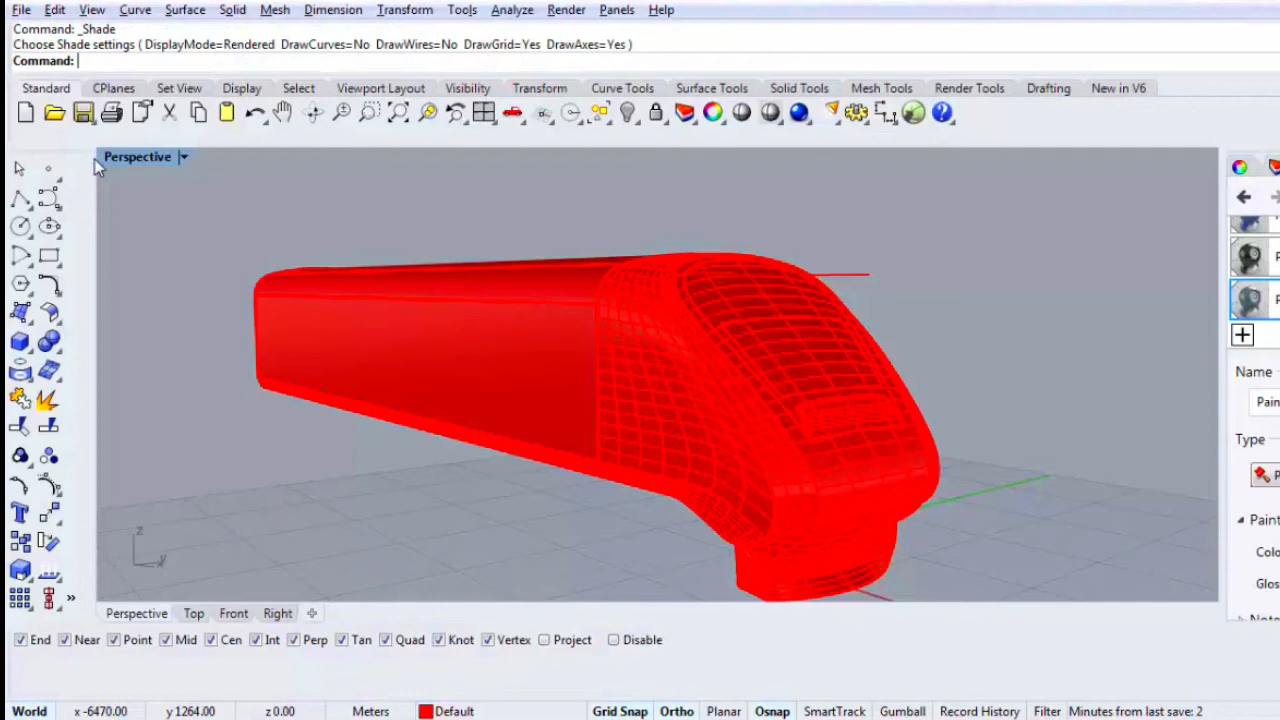 File Edit View Curve Surface Solid Mesh Dimension Transform Tools Analyze Render Panels Help
Command: _Shade
Choose Shade settings ( DisplayMode=Rendered DrawCurves=No DrawWires=No DrawGrid=Yes DrawAxes=Yes )
Command:
Standard CPlanes Set View Display Select Viewport Layout Visibility Transform Curve Tools Surface Tools Solid Tools Mesh Tools Render Tools Drafting New in V6
Perspective
P
P
Name
Pain
Type
P
Paint
Colo
Glos
z
y
Perspective Top Front Right
End Near Point Mid Cen Int Perp Tan Quad Knot Vertex Project Disable
World x -6470.00 y 1264.00 z 0.00 Meters Default Grid Snap Ortho Planar Osnap SmartTrack Gumball Record History Filter Minutes from last save: 2